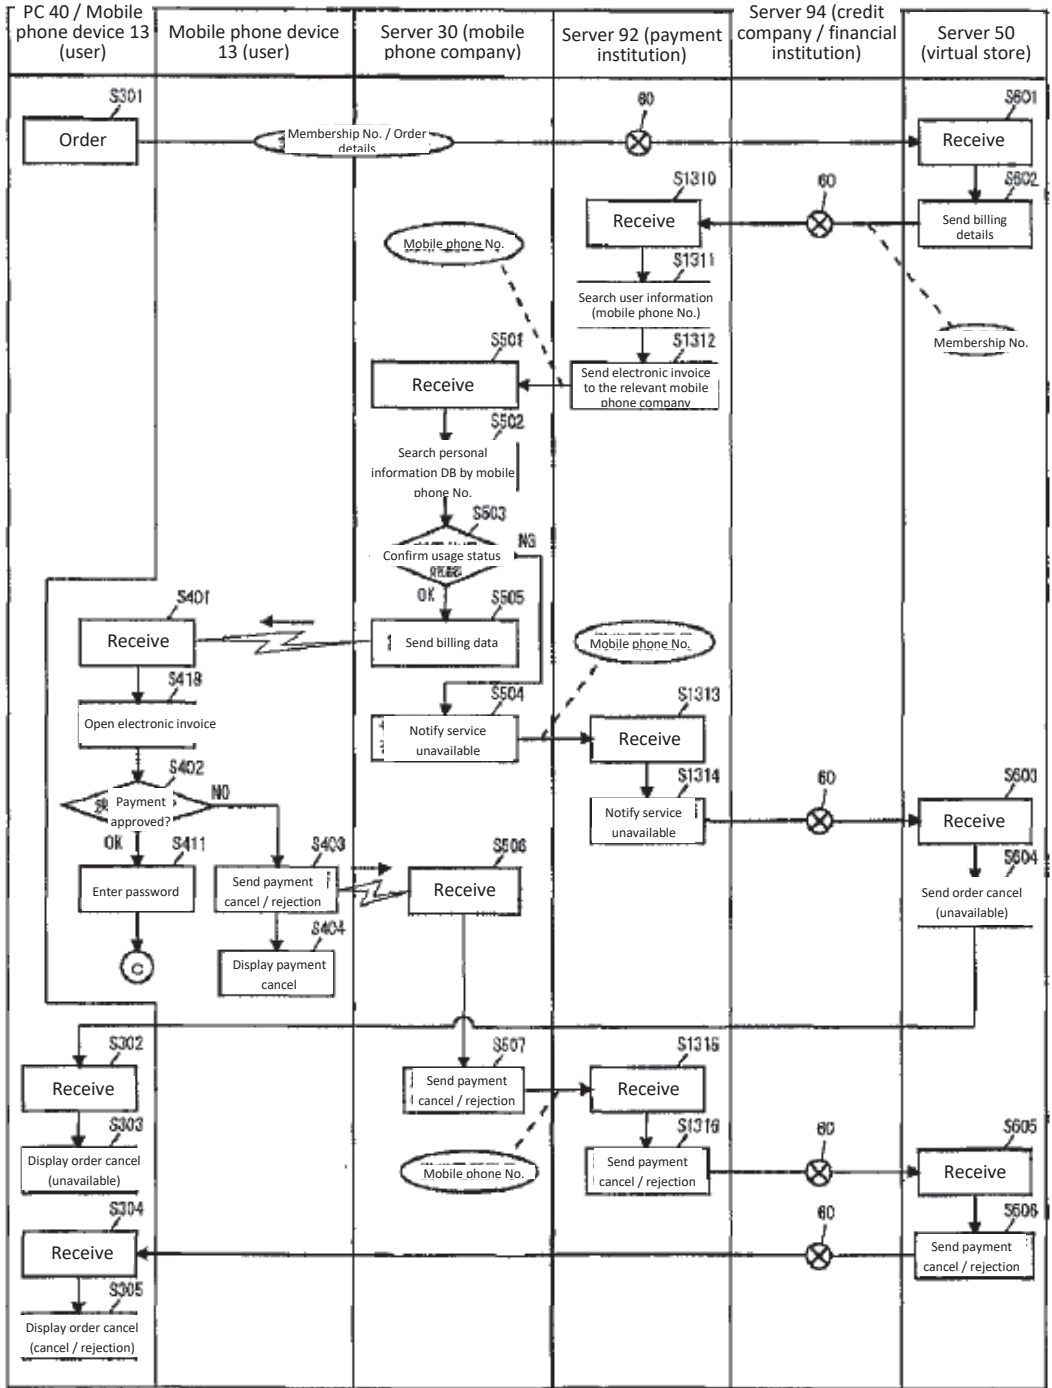 PC 40 / Mobile
phone device 13
(user)
Mobile phone device
13 (user)
Server 30 (mobile
phone company)
Server 92 (payment
institution)
Server 94 (credit
company / financial
institution)
Server 50
(virtual store)
S301
Order
Membership No. / Order
details
60
S601
Receive
S602
Send billing
details
60
S1310
Receive
Mobile phone No.
Membership No.
S1311
Search user information
(mobile phone No.)
S1312
Send electronic invoice
to the relevant mobile
phone company
S501
Receive
S502
Search personal
information DB by mobile
phone No.
S503
Confirm usage status
NG
OK
S505
Send billing data
S401
Receive
Mobile phone No.
S418
Open electronic invoice
S504
Notify service
unavailable
S1313
Receive
S402
Payment
approved?
NO
OK
S1314
Notify service
unavailable
60
S603
Receive
S411
Enter password
S403
Send payment
cancel / rejection
S506
Receive
S604
Send order cancel
(unavailable)
C
S404
Display payment
cancel
S302
Receive
S507
Send payment
cancel / rejection
S1315
Receive
S303
Display order cancel
(unavailable)
Mobile phone No.
S1316
Send payment
cancel / rejection
60
S605
Receive
S304
Receive
60
S606
Send payment
cancel / rejection
S305
Display order cancel
(cancel / rejection)